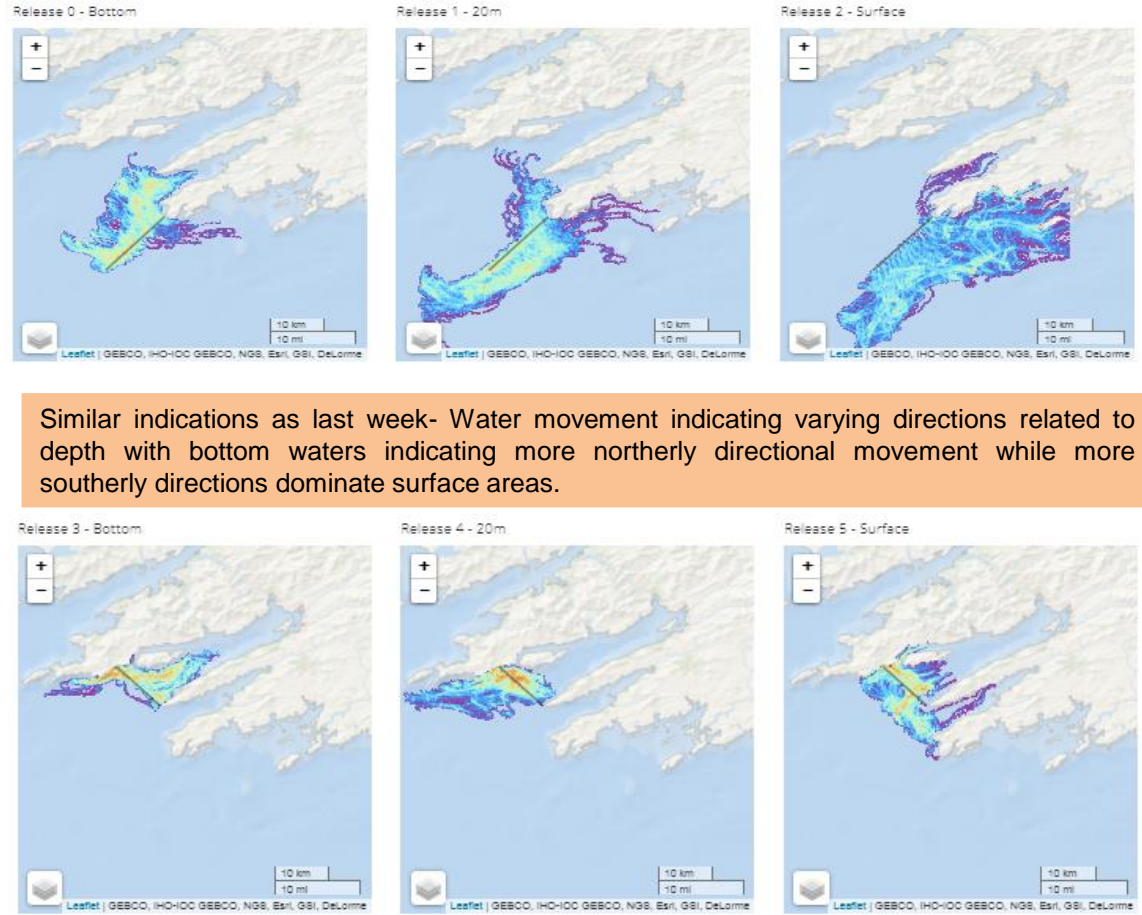 Release 0 - Bottom
Release 1 - 20m
Release 2 - Surface
+
−
+
−
+
−
10 km
10 mi
10 km
10 mi
10 km
10 mi
Leaflet | GEBCO, IHO-IOC GEBCO, NGS, Esri, GSI, DeLorme
Leaflet | GEBCO, IHO-IOC GEBCO, NGS, Esri, GSI, DeLorme
Leaflet | GEBCO, IHO-IOC GEBCO, NGS, Esri, GSI, DeLorme
Similar indications as last week- Water movement indicating varying directions related to
depth with bottom waters indicating more northerly directional movement while more
southerly directions dominate surface areas.
Release 3 - Bottom
Release 4 - 20m
Release 5 - Surface
+
−
+
−
+
−
10 km
10 mi
10 km
10 mi
10 km
10 mi
Leaflet | GEBCO, IHO-IOC GEBCO, NGS, Esri, GSI, DeLorme
Leaflet | GEBCO, IHO-IOC GEBCO, NGS, Esri, GSI, DeLorme
Leaflet | GEBCO, IHO-IOC GEBCO, NGS, Esri, GSI, DeLorme